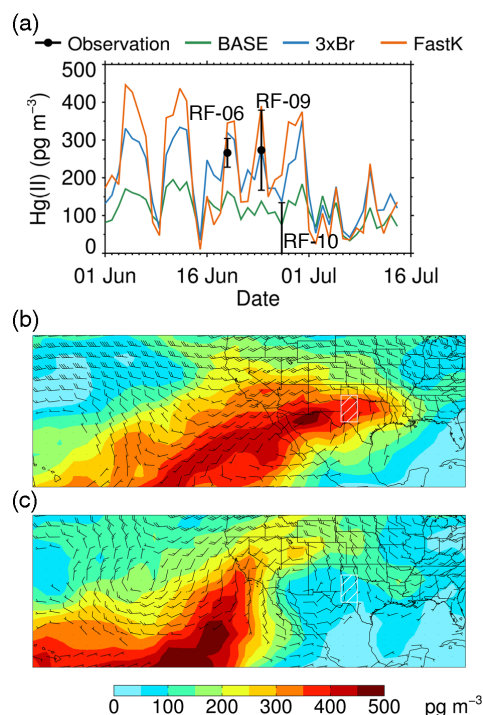 (a)
Observation BASE 3xBr FastK
500
400
300
200
100
0
Hg(II) (pg m⁻³)
RF-06
RF-09
RF-10
01 Jun 16 Jun 01 Jul 16 Jul
Date
(b)
(c)
0 100 200 300 400 500 pg m⁻³